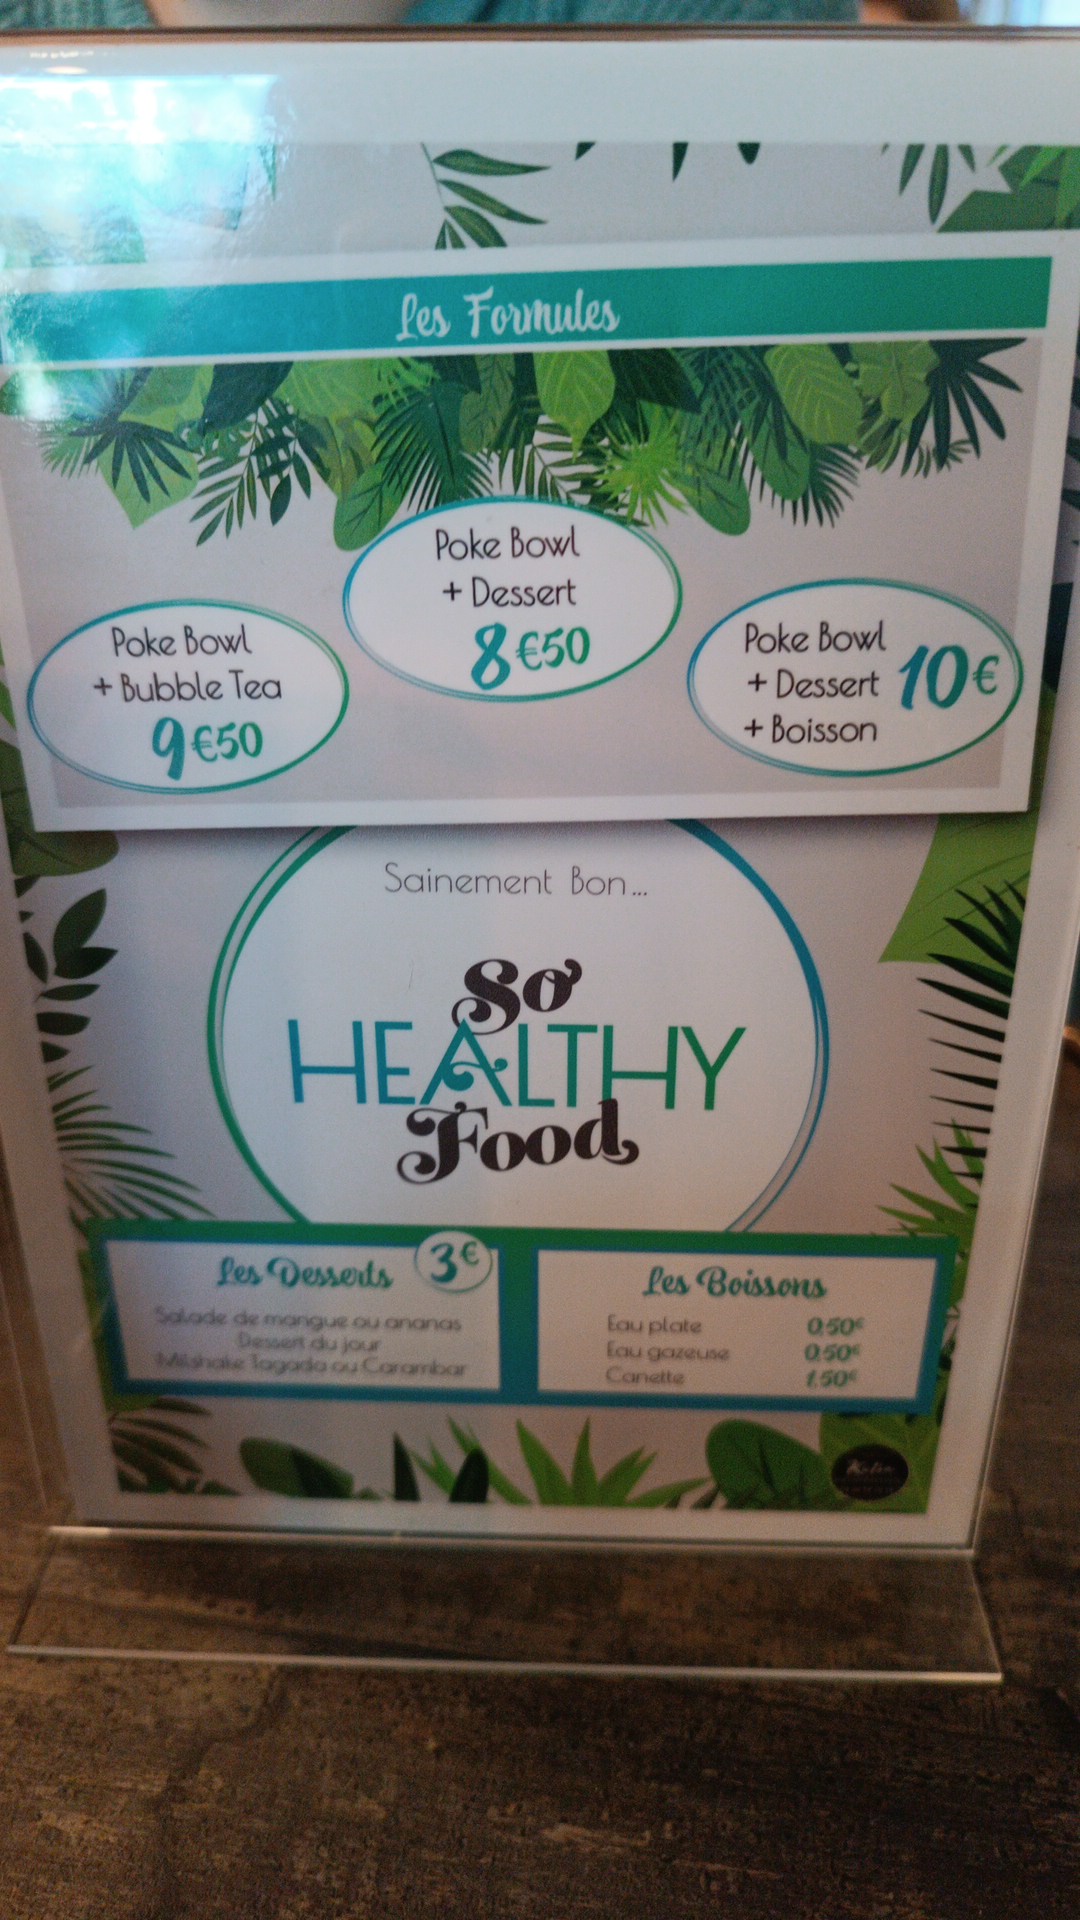 Les Formules
Poke Bowl
+ Bubble Tea
9€50
Poke Bowl
+ Dessert
8€50
Poke Bowl
+ Dessert
+ Boisson
10€
Sainement Bon...
So
HEALTHY
Food
Les Desserts 3€
Salade de mangue ou ananas
Dessert du jour
Milshake Tagada ou Carambar
Les Boissons
Eau plate 0.50€
Eau gazeuse 0.50€
Canette 1.50€